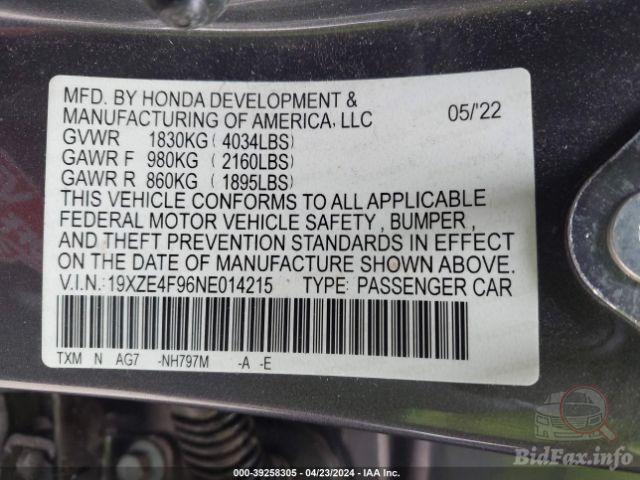 MFD. BY HONDA DEVELOPMENT &
MANUFACTURING OF AMERICA, LLC 05/'22
GVWR 1830KG ( 4034LBS)
GAWR F 980KG ( 2160LBS)
GAWR R 860KG ( 1895LBS)
THIS VEHICLE CONFORMS TO ALL APPLICABLE
FEDERAL MOTOR VEHICLE SAFETY , BUMPER ,
AND THEFT PREVENTION STANDARDS IN EFFECT
ON THE DATE OF MANUFACTURE SHOWN ABOVE.
V.I.N.: 19XZE4F96NE014215 TYPE: PASSENGER CAR
TXM N AG7 -NH797M -A -E
000-39258305 - 04/23/2024 - IAA Inc.
BidFax.info